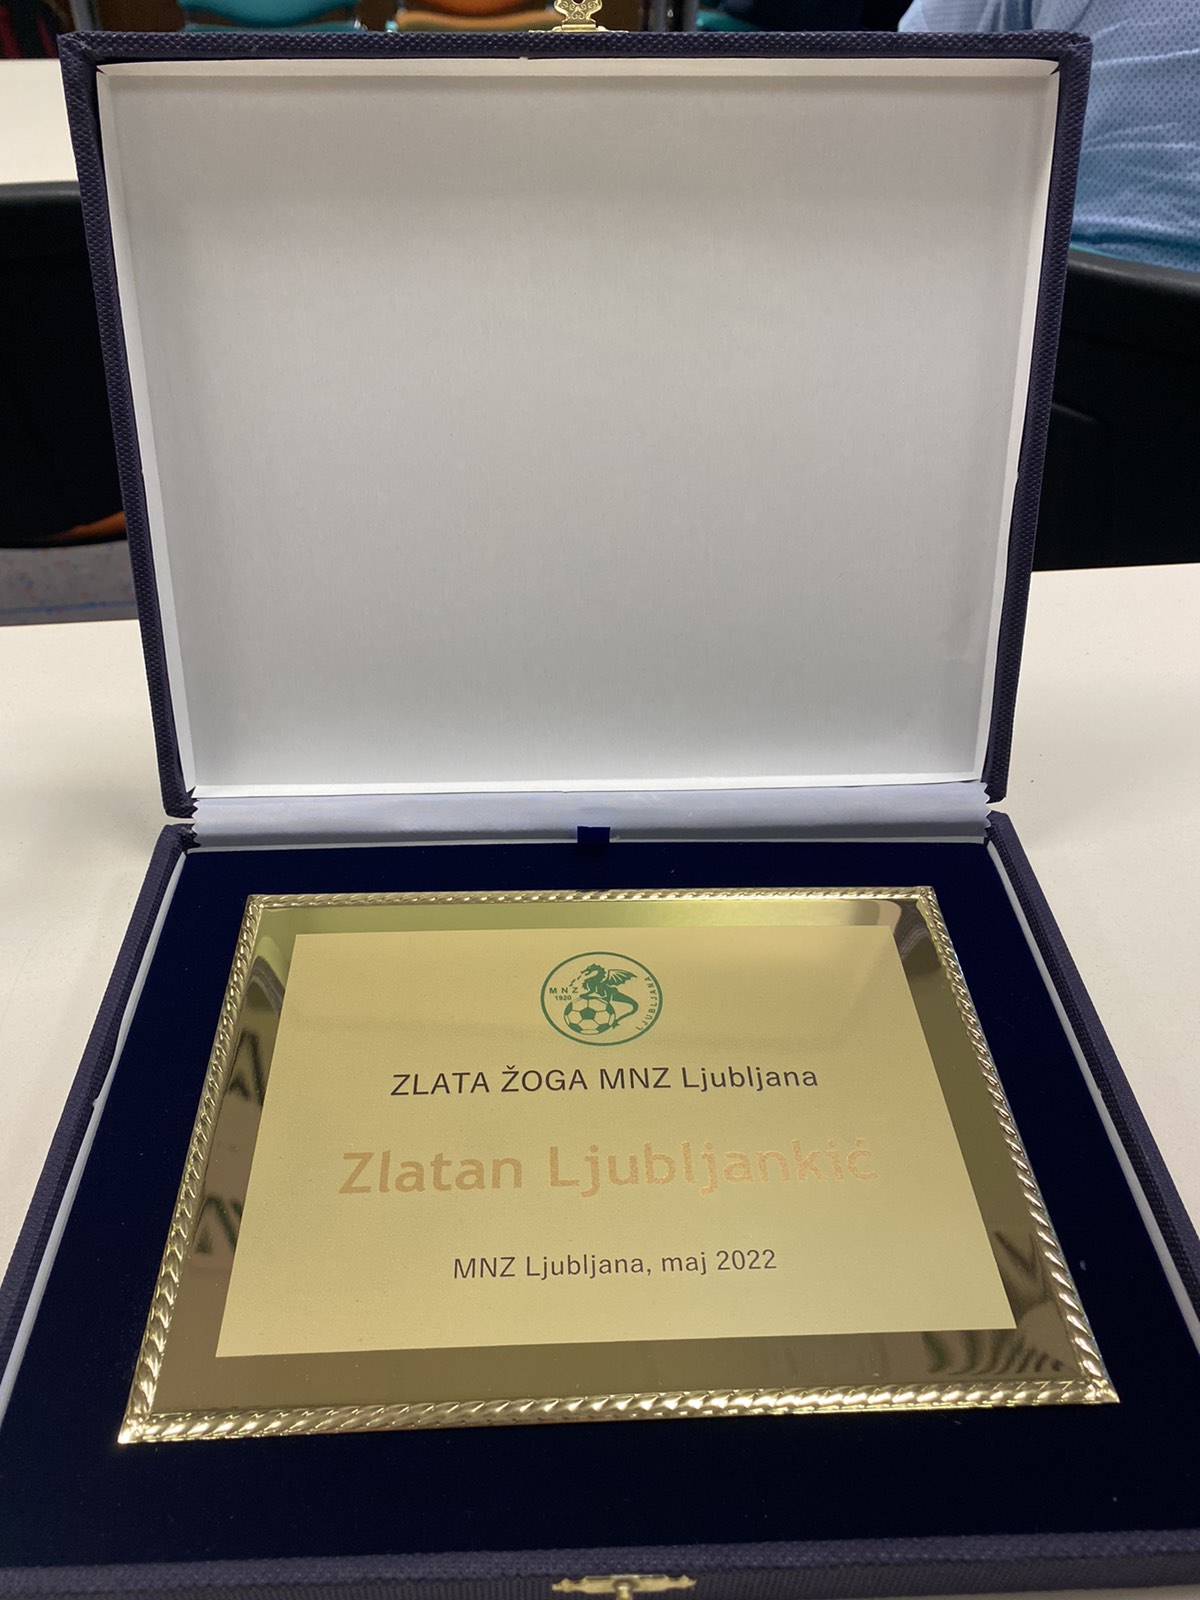 MNZ
1920
LJUBLJANA
ZLATA ŽOGA MNZ Ljubljana
Zlatan Ljubljankić
MNZ Ljubljana, maj 2022